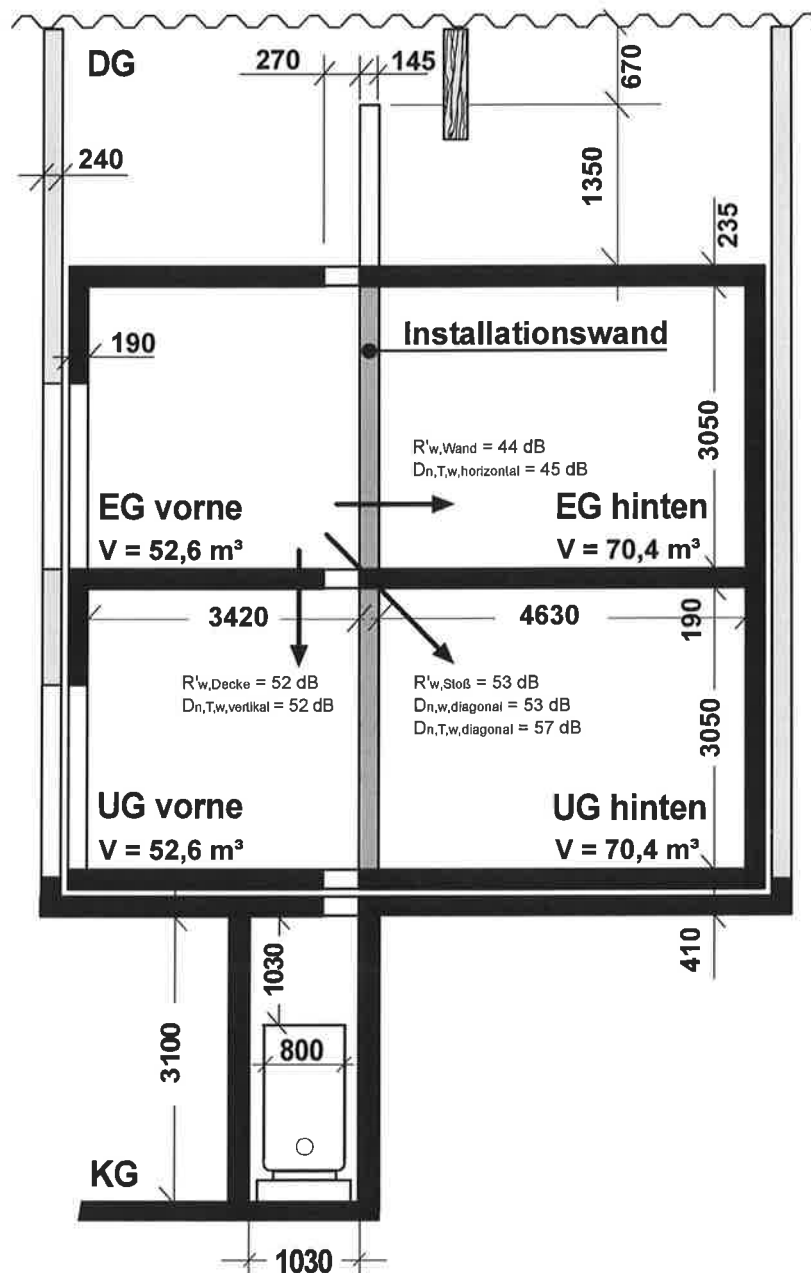 DG
270
145
670
240
1350
235
190
Installationswand
3050
R'w,Wand = 44 dB
Dn,T,w,horizontal = 45 dB
EG vorne
V = 52,6 m³
EG hinten
V = 70,4 m³
3420
4630
190
R'w,Decke = 52 dB
Dn,T,w,vertikal = 52 dB
R'w,Stoß = 53 dB
Dn,w,diagonal = 53 dB
Dn,T,w,diagonal = 57 dB
3050
UG vorne
V = 52,6 m³
UG hinten
V = 70,4 m³
410
1030
3100
800
KG
1030